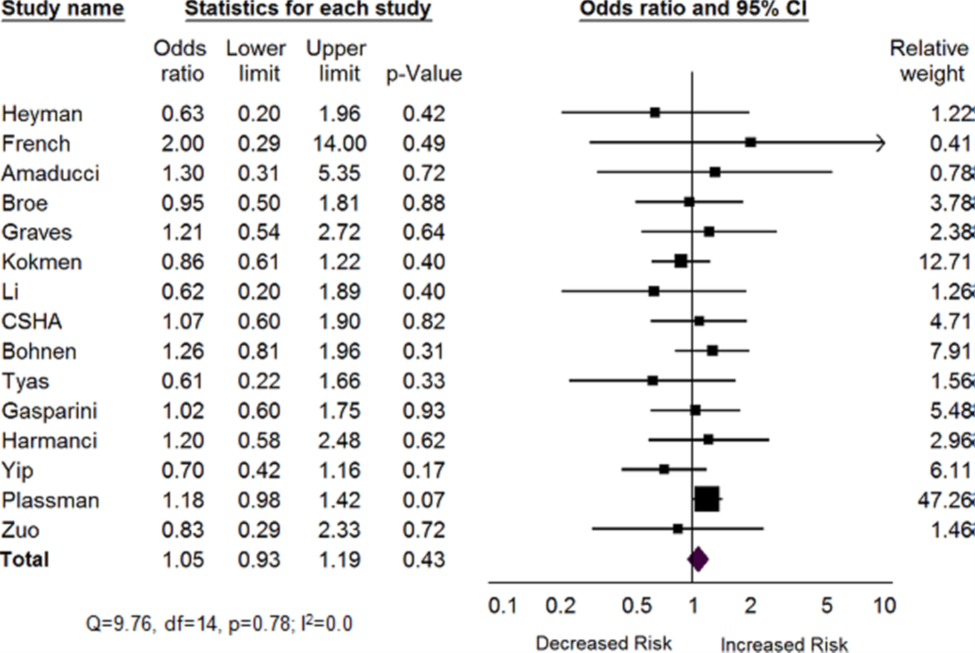 Study name Statistics for each study Odds ratio and 95% CI
Odds Lower Upper Relative
ratio limit limit p-Value weight
Heyman 0.63 0.20 1.96 0.42 1.22
French 2.00 0.29 14.00 0.49 0.41
Amaducci 1.30 0.31 5.35 0.72 0.78
Broe 0.95 0.50 1.81 0.88 3.78
Graves 1.21 0.54 2.72 0.64 2.38
Kokmen 0.86 0.61 1.22 0.40 12.71
Li 0.62 0.20 1.89 0.40 1.26
CSHA 1.07 0.60 1.90 0.82 4.71
Bohnen 1.26 0.81 1.96 0.31 7.91
Tyas 0.61 0.22 1.66 0.33 1.56
Gasparini 1.02 0.60 1.75 0.93 5.48
Harmanci 1.20 0.58 2.48 0.62 2.96
Yip 0.70 0.42 1.16 0.17 6.11
Plassman 1.18 0.98 1.42 0.07 47.26
Zuo 0.83 0.29 2.33 0.72 1.46
Total 1.05 0.93 1.19 0.43
0.1 0.2 0.5 1 2 5 10
Q=9.76, df=14, p=0.78; I²=0.0
Decreased Risk Increased Risk